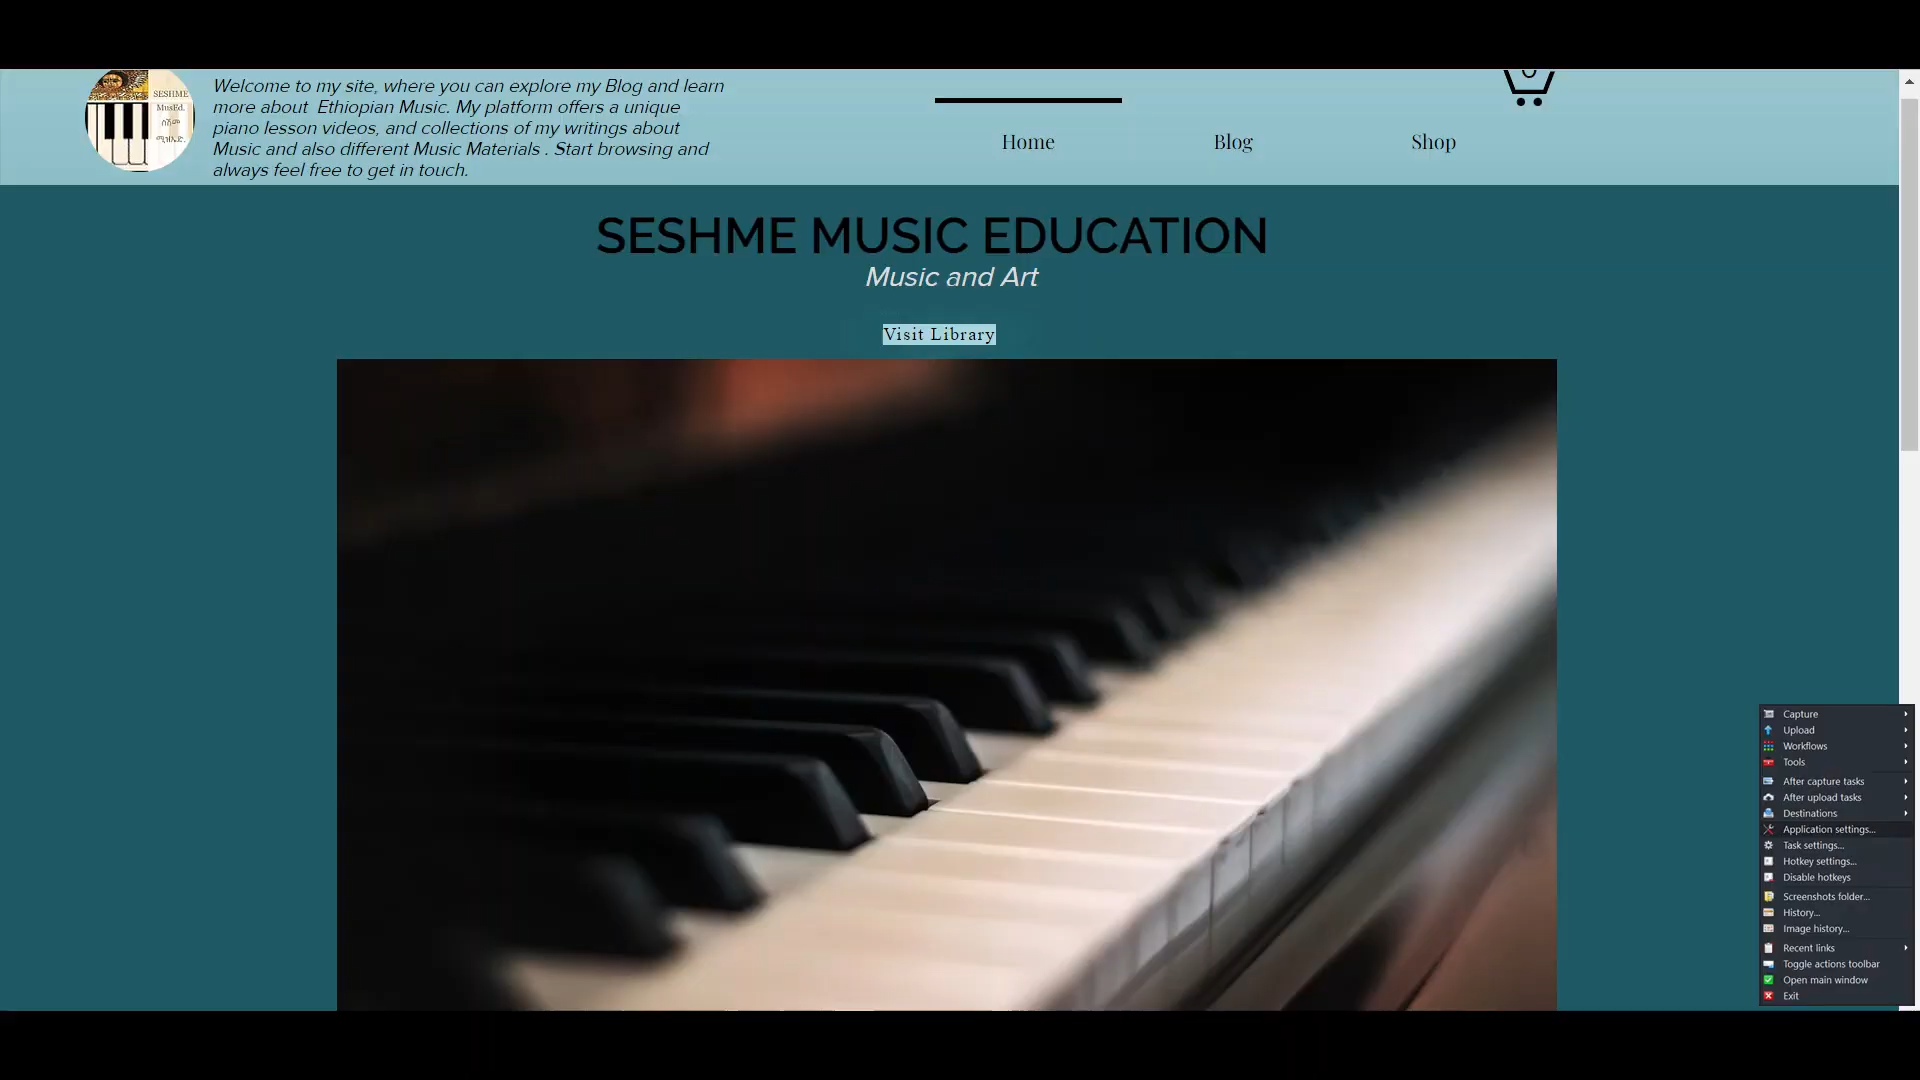 SESHME
MusEd.
ሰሽመ
Welcome to my site, where you can explore my Blog and learn
more about  Ethiopian Music. My platform offers a unique
piano lesson videos, and collections of my writings about
Music and also different Music Materials . Start browsing and
always feel free to get in touch.
0
Home
Blog
Shop
SESHME MUSIC EDUCATION
Music and Art
Visit Library
Capture
Upload
Workflows
Tools
After capture tasks
After upload tasks
Destinations
Application settings...
Task settings...
Hotkey settings...
Disable hotkeys
Screenshots folder...
History...
Image history...
Recent links
Toggle actions toolbar
Open main window
Exit